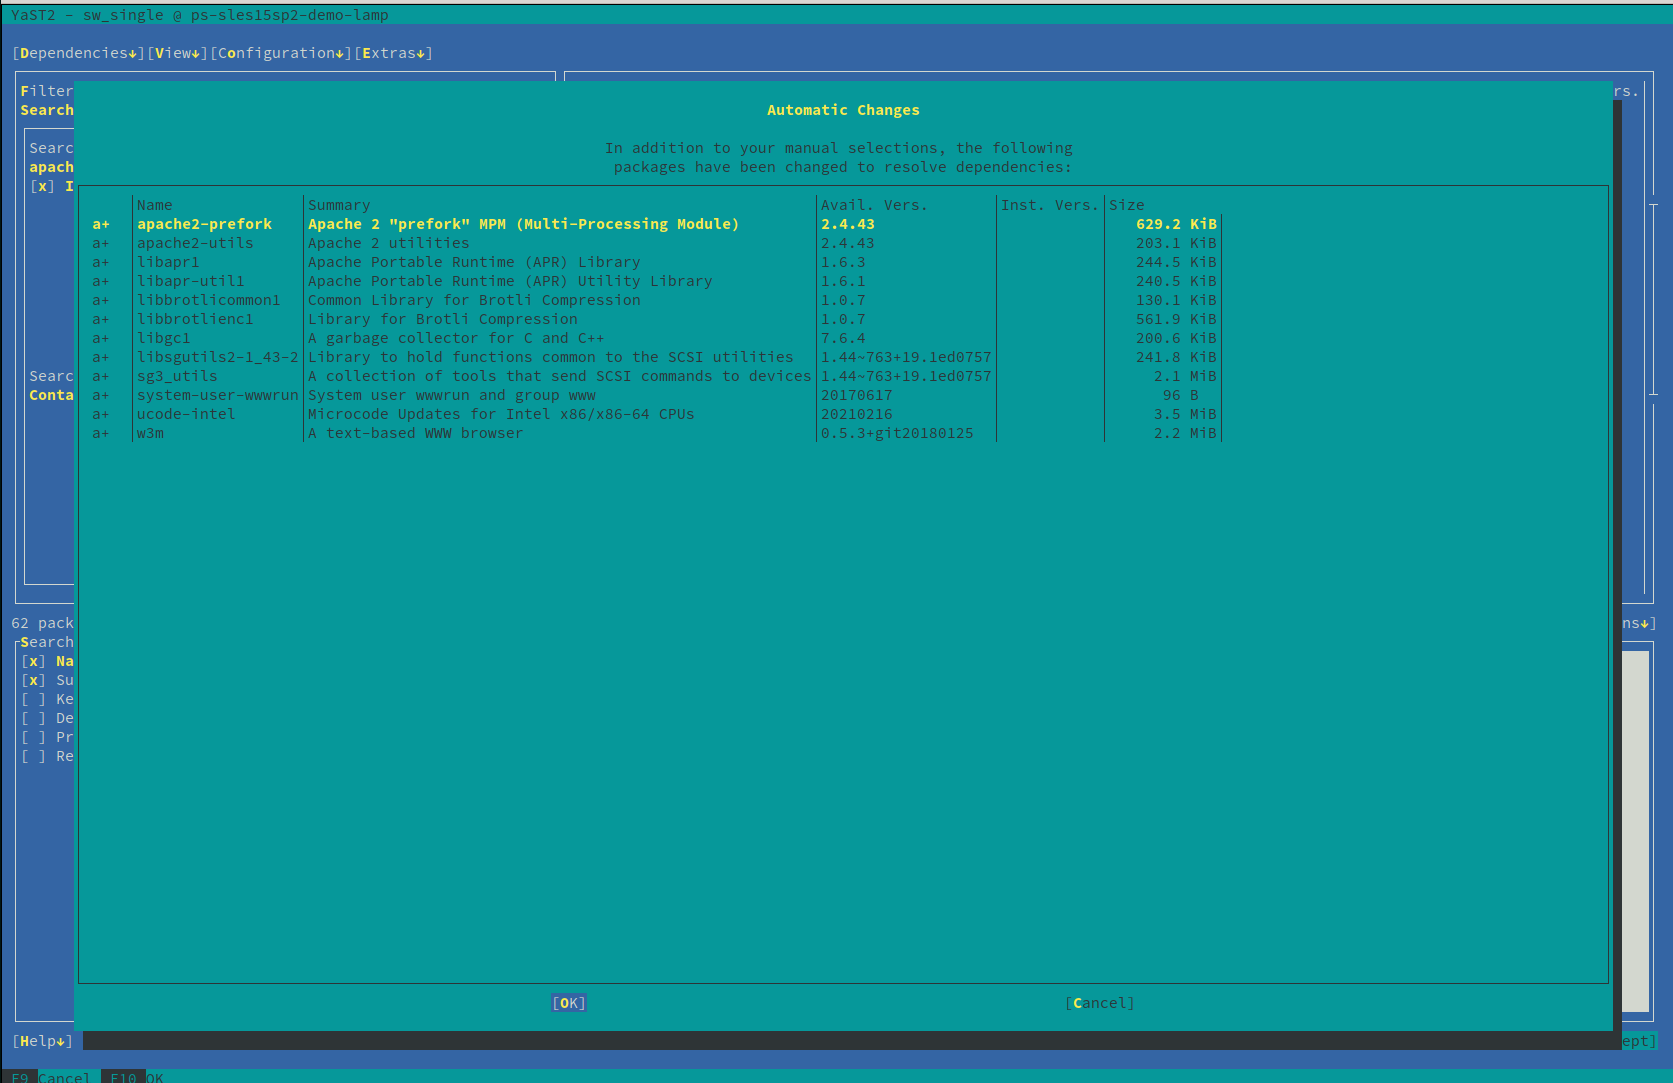 YaST2 - sw_single @ ps-sles15sp2-demo-lamp
[Dependencies↓][View↓][Configuration↓][Extras↓]
Filter
rs.
Search
Automatic Changes
Searc
In addition to your manual selections, the following
apach
packages have been changed to resolve dependencies:
[x] I
Name Summary Avail. Vers. Inst. Vers. Size
a+ apache2-prefork Apache 2 "prefork" MPM (Multi-Processing Module) 2.4.43 629.2 KiB
a+ apache2-utils Apache 2 utilities 2.4.43 203.1 KiB
a+ libapr1 Apache Portable Runtime (APR) Library 1.6.3 244.5 KiB
a+ libapr-util1 Apache Portable Runtime (APR) Utility Library 1.6.1 240.5 KiB
a+ libbrotlicommon1 Common Library for Brotli Compression 1.0.7 130.1 KiB
a+ libbrotlienc1 Library for Brotli Compression 1.0.7 561.9 KiB
a+ libgc1 A garbage collector for C and C++ 7.6.4 200.6 KiB
a+ libsgutils2-1_43-2 Library to hold functions common to the SCSI utilities 1.44~763+19.1ed0757 241.8 KiB
Searc
a+ sg3_utils A collection of tools that send SCSI commands to devices 1.44~763+19.1ed0757 2.1 MiB
Conta
a+ system-user-wwwrun System user wwwrun and group www 20170617 96 B
a+ ucode-intel Microcode Updates for Intel x86/x86-64 CPUs 20210216 3.5 MiB
a+ w3m A text-based WWW browser 0.5.3+git20180125 2.2 MiB
62 pack
ns↓]
Search
[x] Na
[x] Su
[ ] Ke
[ ] De
[ ] Pr
[ ] Re
[OK] [Cancel]
[Help↓]
ept]
F9 Cancel F10 OK